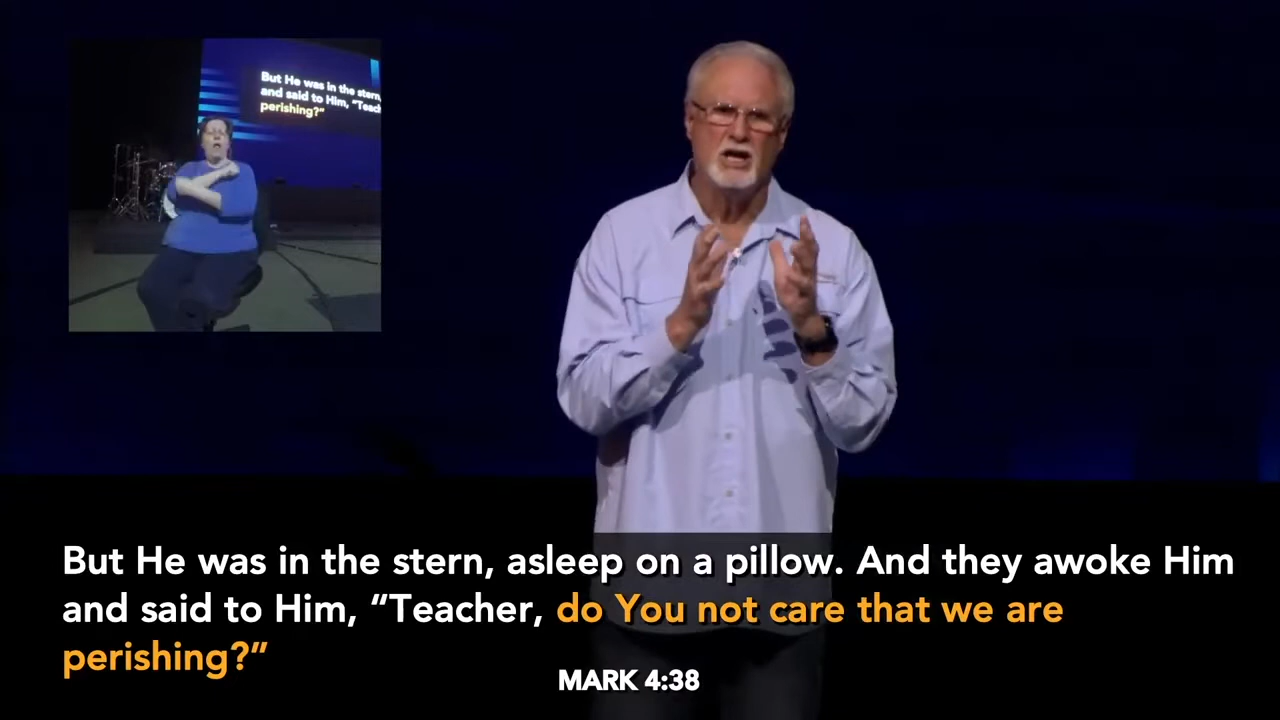 But He was in the stern,
and said to Him, “Teac
perishing?”
But He was in the stern, asleep on a pillow. And they awoke Him
and said to Him, “Teacher, do You not care that we are
perishing?”
MARK 4:38